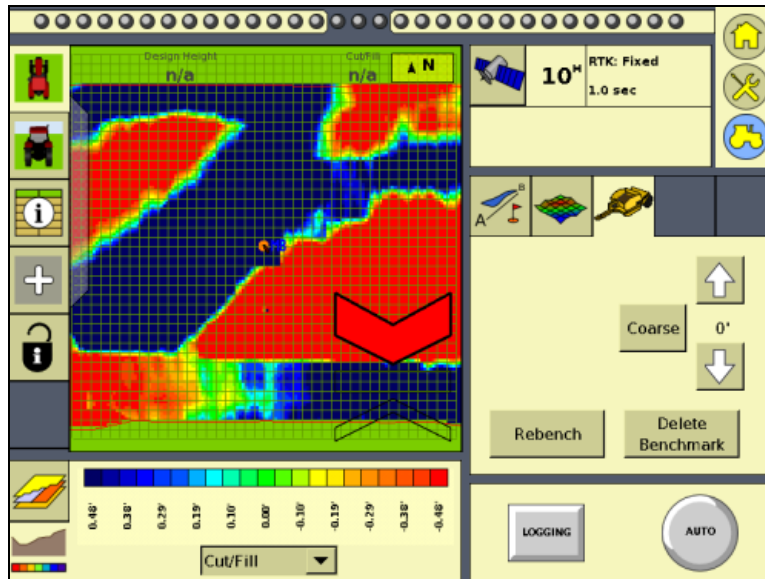 Design Height
n/a
Cut/Fill
n/a
N
10ᴴ
RTK: Fixed
1.0 sec
i
i
A
B
Coarse
0'
Rebench
Delete
Benchmark
0.48'
0.38'
0.29'
0.19'
0.10'
0.00'
-0.10'
-0.19'
-0.29'
-0.38'
-0.48'
Cut/Fill
LOGGING
AUTO